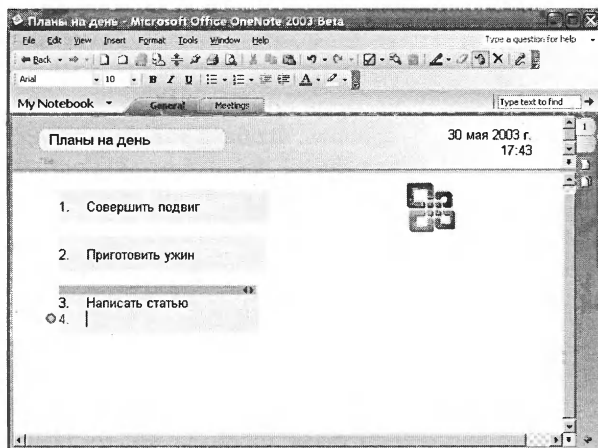 Планы на день - Microsoft Office OneNote 2003 Beta
File Edit View Insert Format Tools Window Help Type a question for help
Back
Arial 10 B I U A
My Notebook General Meetings Type text to find
Планы на день
30 мая 2003 г.
17:43
Title
1
1. Совершить подвиг
2. Приготовить ужин
3. Написать статью
4.